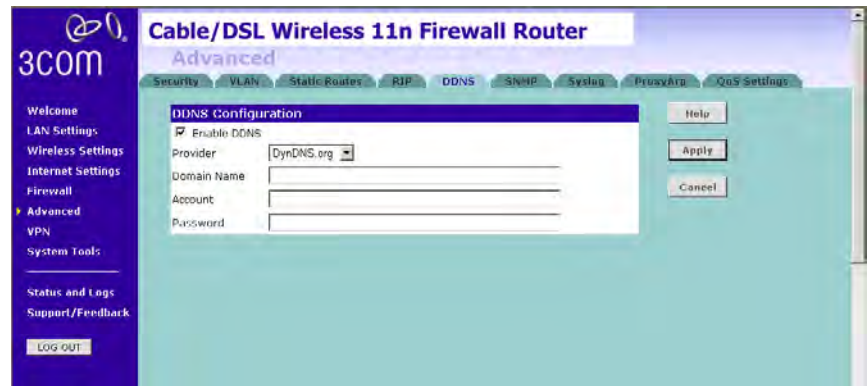 3COM
Cable/DSL Wireless 11n Firewall Router
Advanced
Security VLAN Static Routes RIP DDNS SNMP Syslog ProxyArp QoS Settings
Welcome
LAN Settings
Wireless Settings
Internet Settings
Firewall
Advanced
VPN
System Tools
Status and Logs
Support/Feedback
LOG OUT
DDNS Configuration
Enable DDNS
Provider DynDNS.org
Domain Name
Account
Password
Help
Apply
Cancel